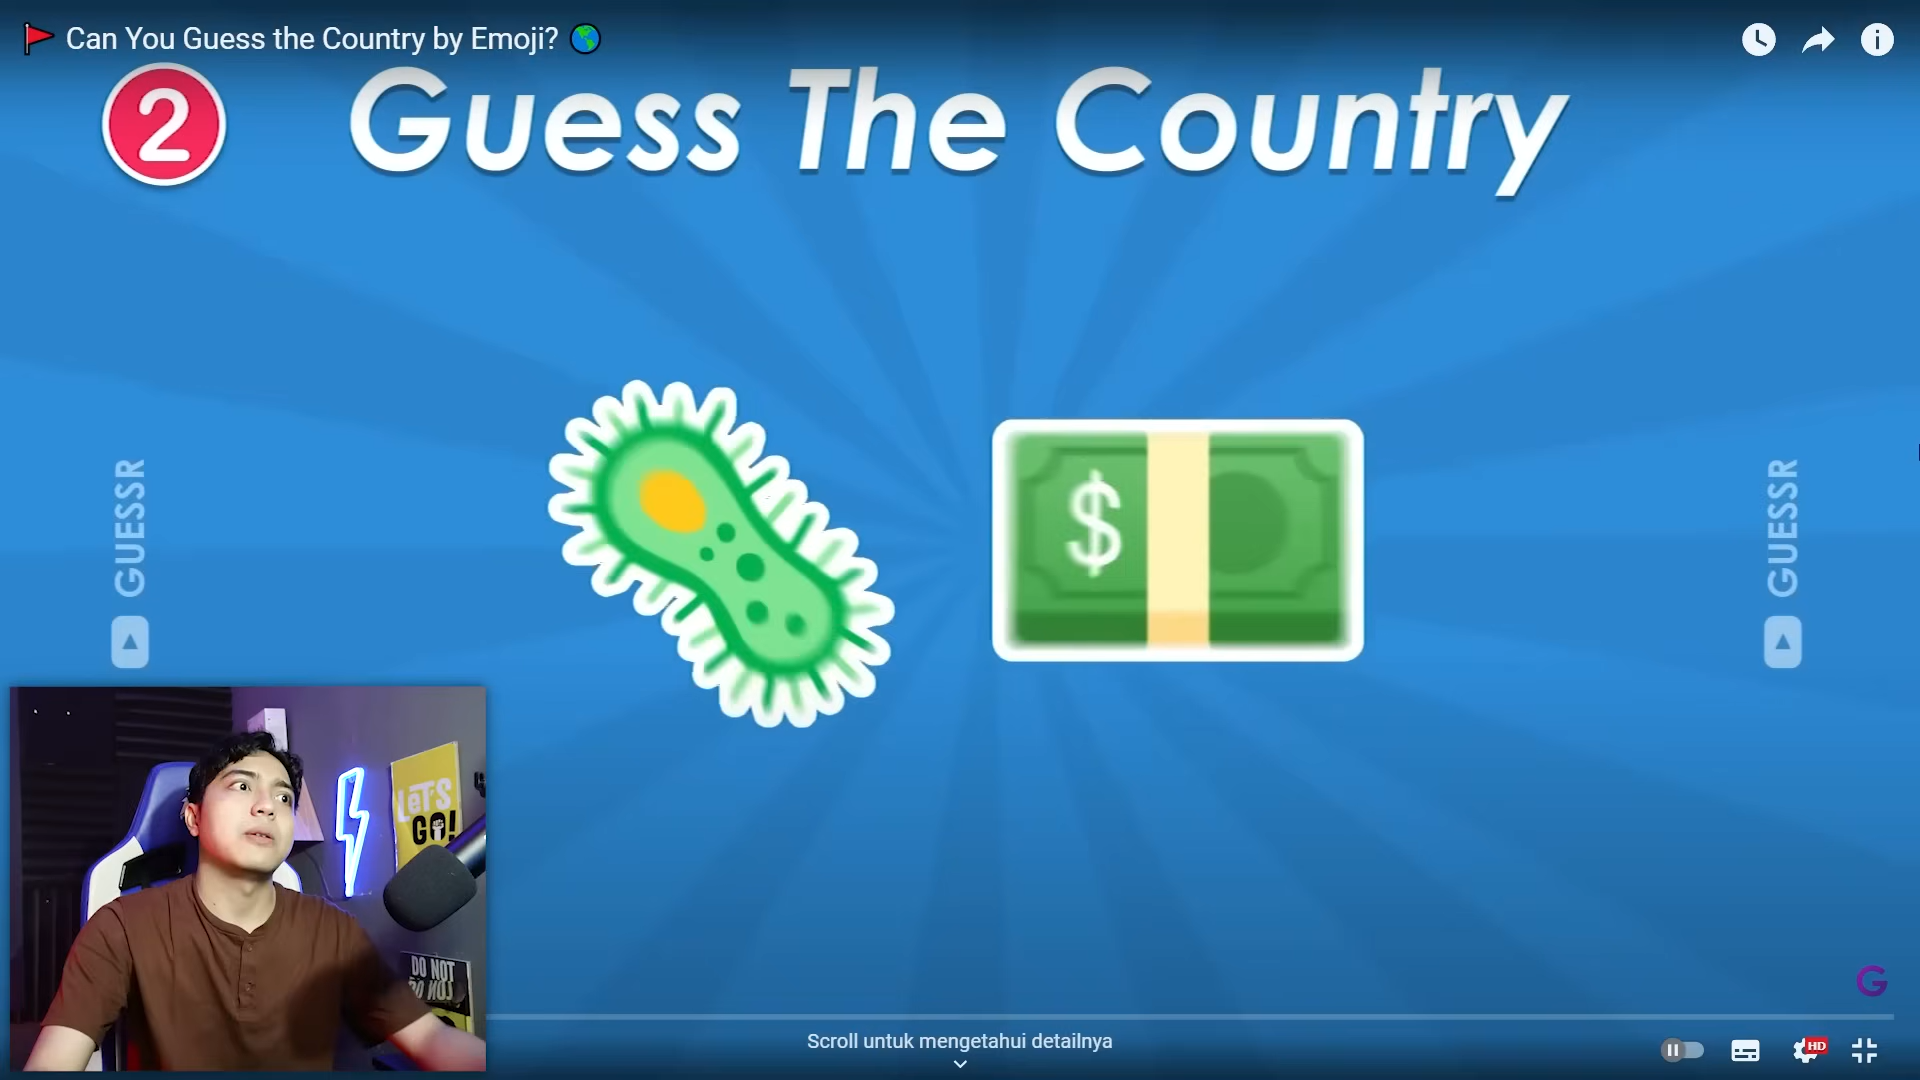 Can You Guess the Country by Emoji?
2
Guess The Country
$
GUESSR
GUESSR
LETS
GO!
DO NOT
Scroll untuk mengetahui detailnya
HD
G